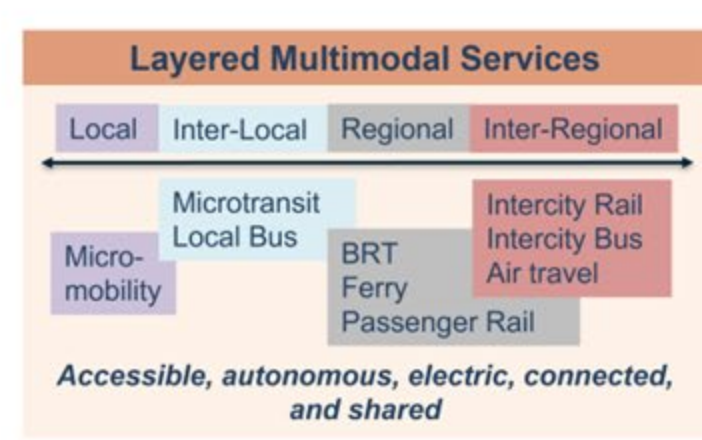 Layered Multimodal Services
Local Inter-Local Regional Inter-Regional
Microtransit
Local Bus
Intercity Rail
Intercity Bus
Air travel
Micro-
mobility
BRT
Ferry
Passenger Rail
Accessible, autonomous, electric, connected,
and shared